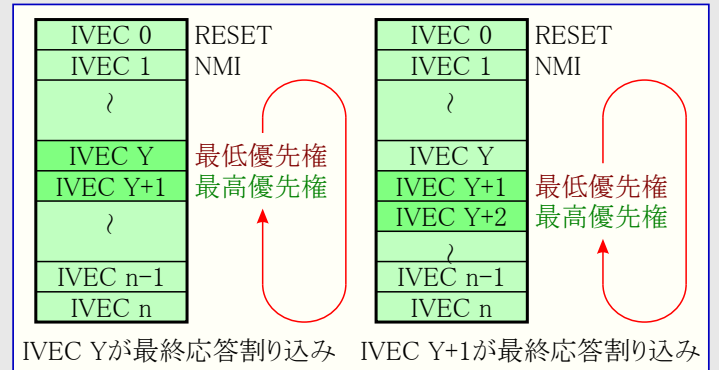 IVEC 0 RESET
IVEC 1 NMI
~
IVEC Y 最低優先権
IVEC Y+1 最高優先権
~
IVEC n-1
IVEC n
IVEC Yが最終応答割り込み
IVEC 0 RESET
IVEC 1 NMI
~
IVEC Y
IVEC Y+1 最低優先権
IVEC Y+2 最高優先権
~
IVEC n-1
IVEC n
IVEC Y+1が最終応答割り込み